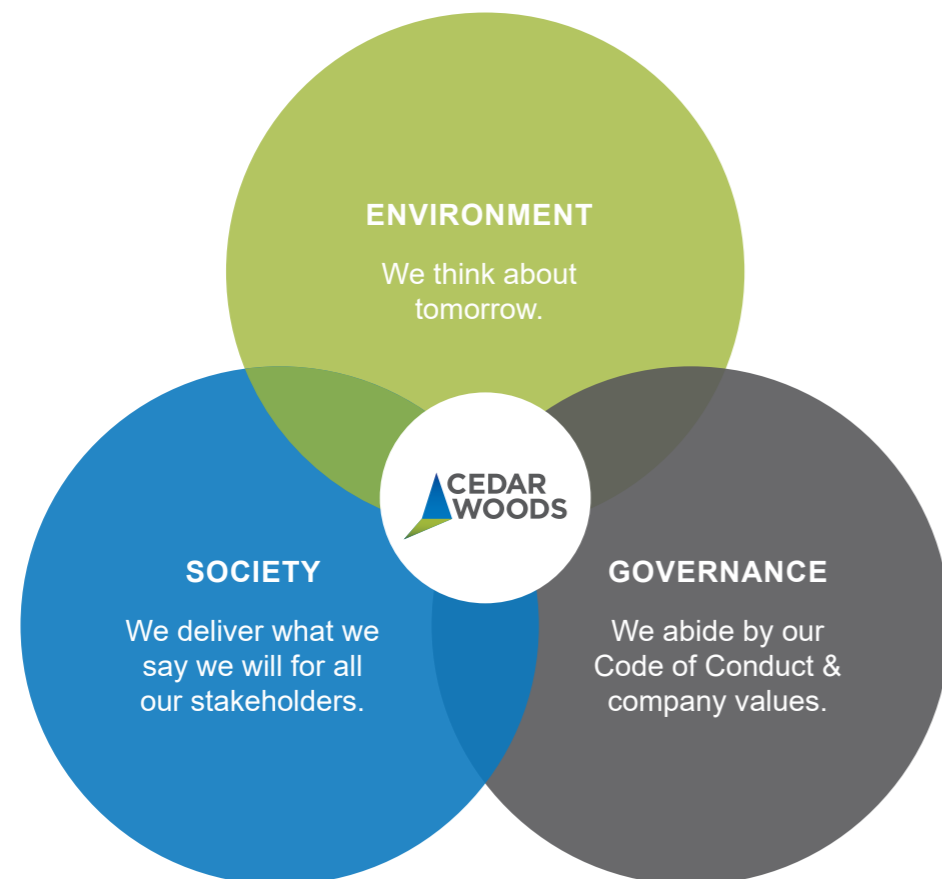 ENVIRONMENT
We think about
tomorrow.
CEDAR
WOODS
SOCIETY
We deliver what we
say we will for all
our stakeholders.
GOVERNANCE
We abide by our
Code of Conduct &
company values.